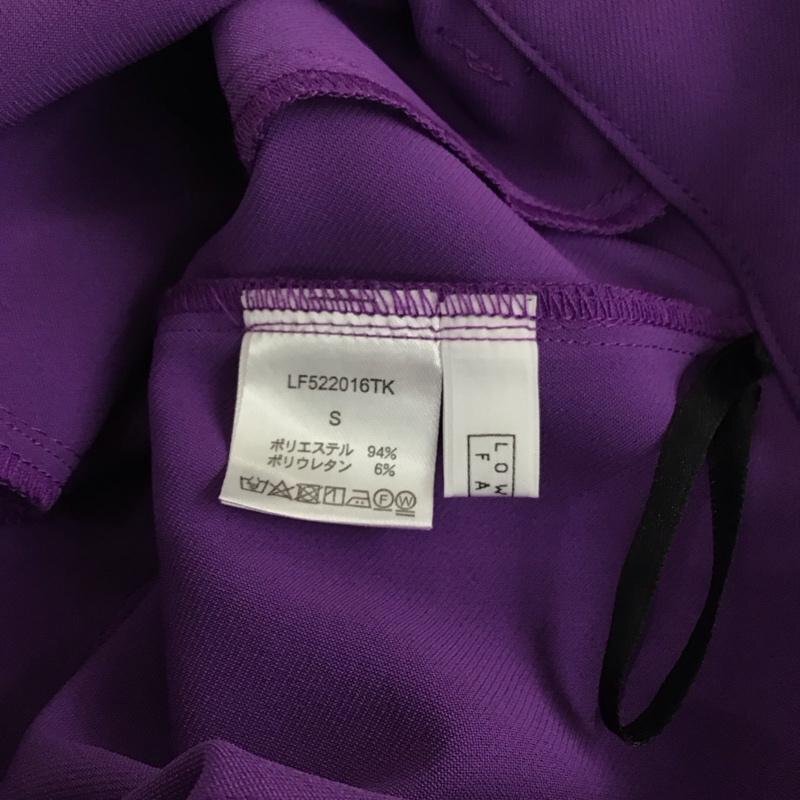 LF522016TK
S
ポリエステル 94%
ポリウレタン 6%
F W
LOW
FA